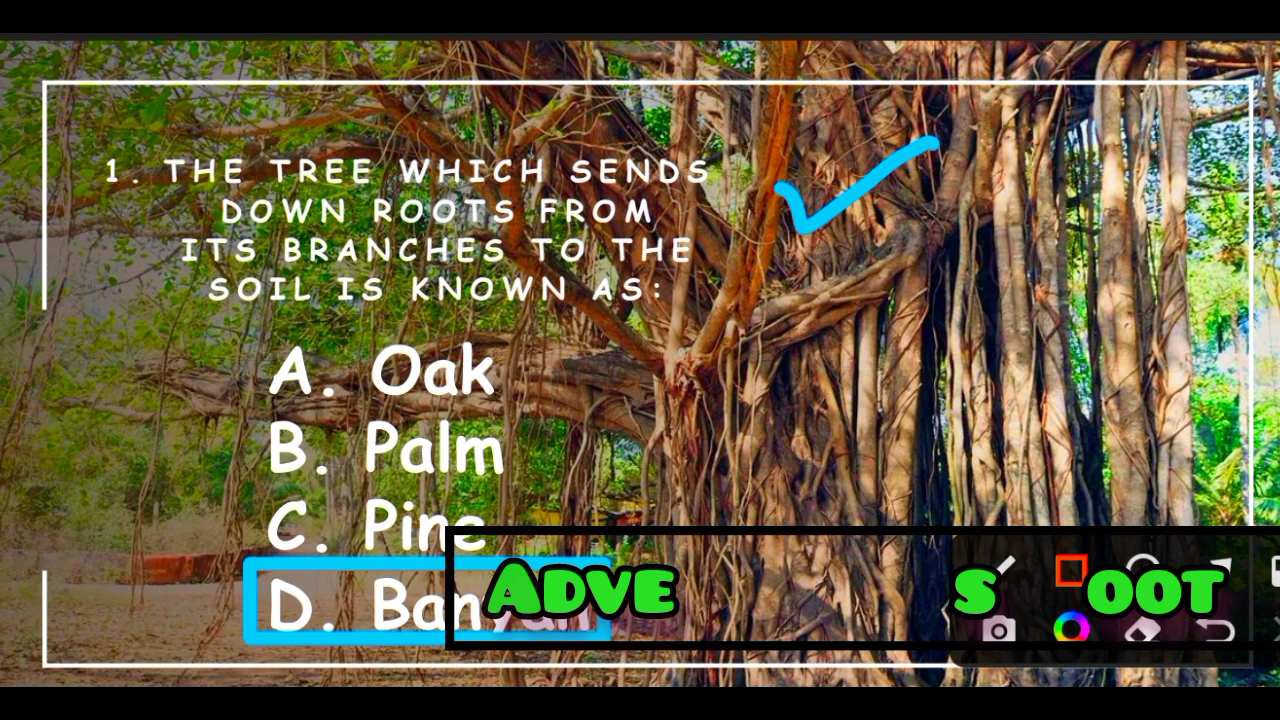 1. THE TREE WHICH SENDS
DOWN ROOTS FROM
ITS BRANCHES TO THE
SOIL IS KNOWN AS:
A. Oak
B. Palm
C. Pine
D. Banyan
ADVE S OOT